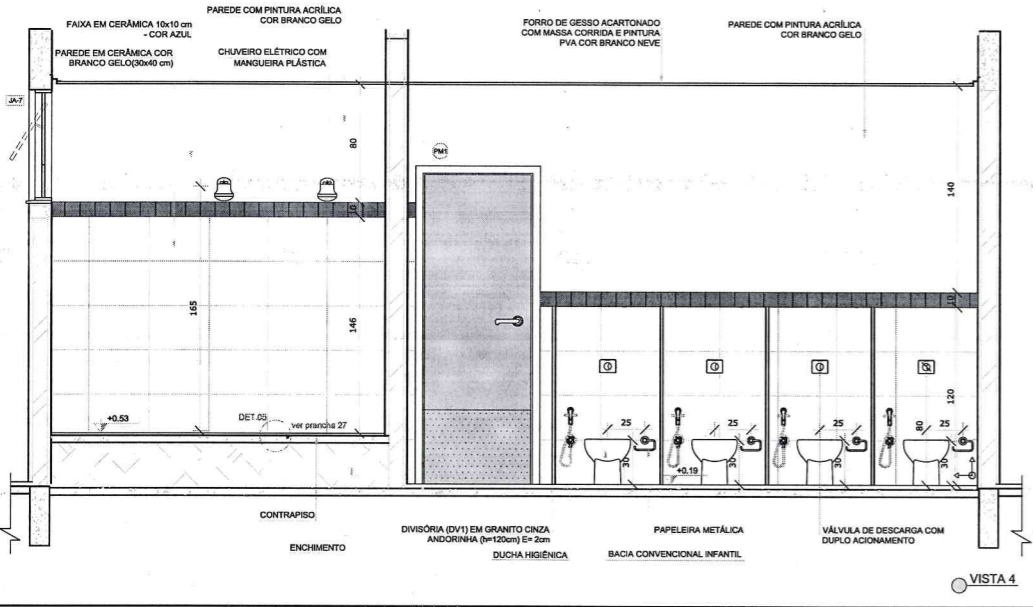 PAREDE COM PINTURA ACRÍLICA
COR BRANCO GELO
FAIXA EM CERÂMICA 10x10 cm
- COR AZUL
PAREDE EM CERÂMICA COR
BRANCO GELO(30x40 cm)
CHUVEIRO ELÉTRICO COM
MANGUEIRA PLÁSTICA
FORRO DE GESSO ACARTONADO
COM MASSA CORRIDA E PINTURA
PVA COR BRANCO NEVE
PAREDE COM PINTURA ACRÍLICA
COR BRANCO GELO
JA-7
80
PM1
140
10
10
165
146
120
+0.53
DET.05
ver prancha 27
25
25
25
80
25
30
30
30
30
+0.19
CONTRAPISO
ENCHIMENTO
DIVISÓRIA (DV1) EM GRANITO CINZA
ANDORINHA (h=120cm) E= 2cm
DUCHA HIGIÊNICA
PAPELEIRA METÁLICA
BACIA CONVENCIONAL INFANTIL
VÁLVULA DE DESCARGA COM
DUPLO ACIONAMENTO
VISTA 4